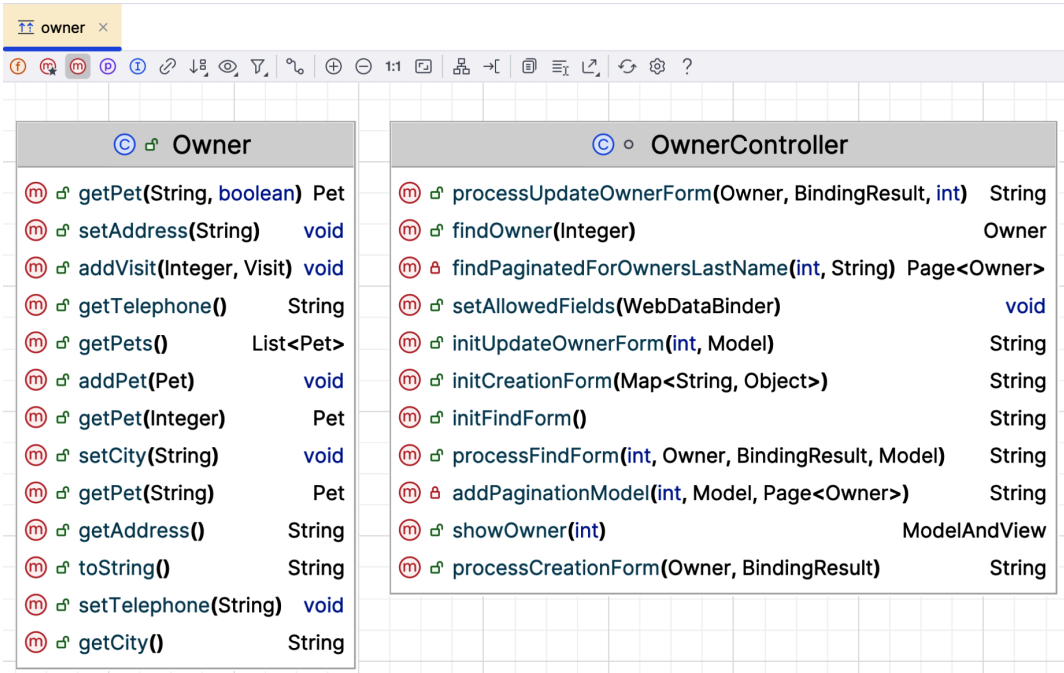 owner
1:1
Owner
getPet(String, boolean) Pet
setAddress(String) void
addVisit(Integer, Visit) void
getTelephone() String
getPets() List<Pet>
addPet(Pet) void
getPet(Integer) Pet
setCity(String) void
getPet(String) Pet
getAddress() String
toString() String
setTelephone(String) void
getCity() String
OwnerController
processUpdateOwnerForm(Owner, BindingResult, int) String
findOwner(Integer) Owner
findPaginatedForOwnersLastName(int, String) Page<Owner>
setAllowedFields(WebDataBinder) void
initUpdateOwnerForm(int, Model) String
initCreationForm(Map<String, Object>) String
initFindForm() String
processFindForm(int, Owner, BindingResult, Model) String
addPaginationModel(int, Model, Page<Owner>) String
showOwner(int) ModelAndView
processCreationForm(Owner, BindingResult) String